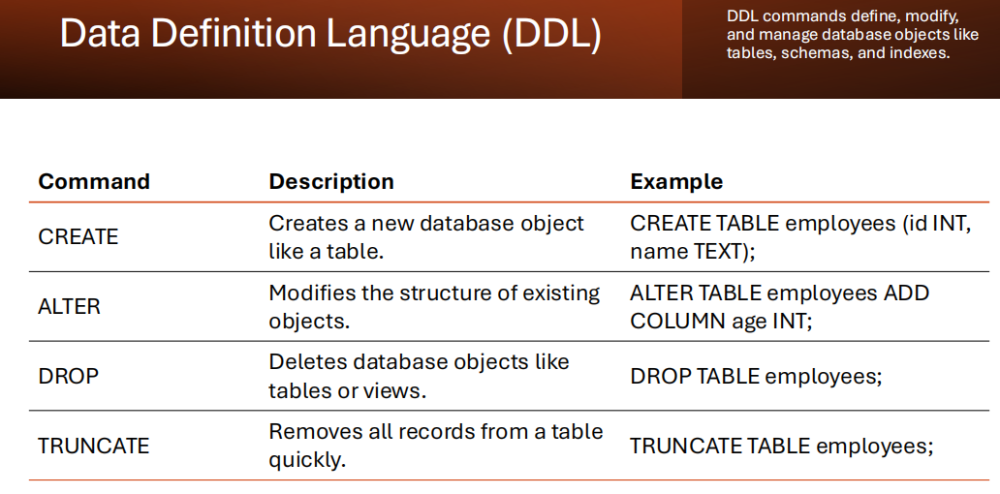 Data Definition Language (DDL)
DDL commands define, modify,
and manage database objects like
tables, schemas, and indexes.
Command Description Example
CREATE
Creates a new database object
like a table.
CREATE TABLE employees (id INT,
name TEXT);
ALTER
Modifies the structure of existing
objects.
ALTER TABLE employees ADD
COLUMN age INT;
DROP
Deletes database objects like
tables or views.
DROP TABLE employees;
TRUNCATE
Removes all records from a table
quickly.
TRUNCATE TABLE employees;